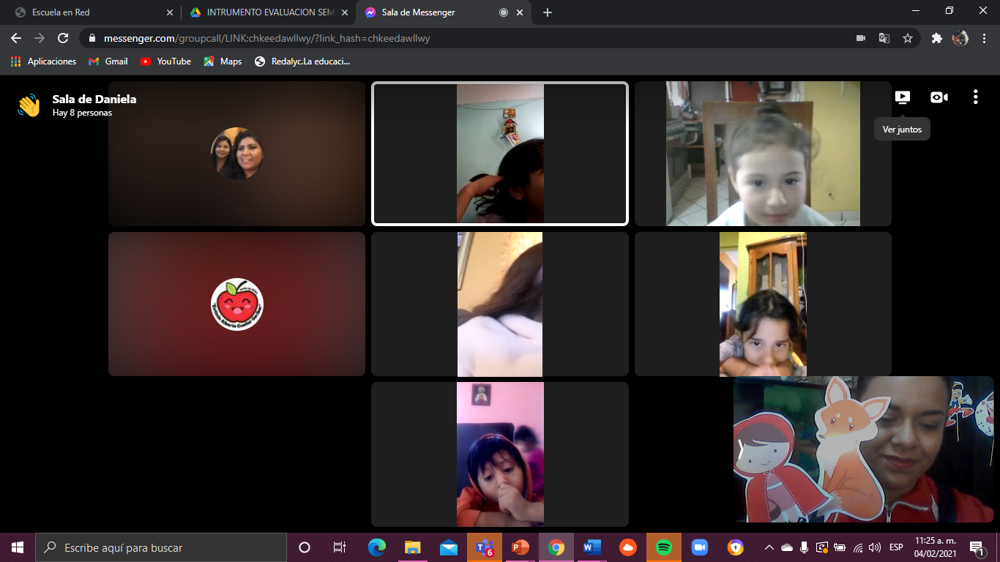 Escuela en Red
INTRUMENTO EVALUACION SEM
Sala de Messenger
messenger.com/groupcall/LINK:chkeedawllwy/?link_hash=chkeedawllwy
Aplicaciones
Gmail
YouTube
Maps
Redalyc.La educaci...
Sala de Daniela
Hay 8 personas
Ver juntos
Escribe aquí para buscar
6
ESP
11:25 a. m.
04/02/2021
1